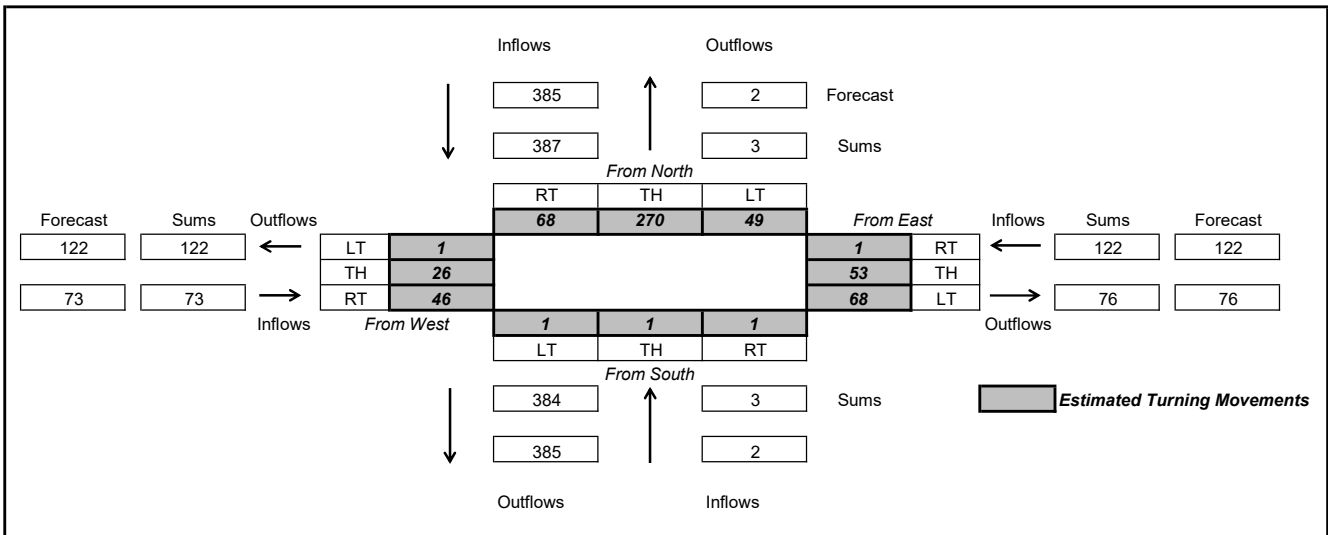 Inflows Outflows
385 2 Forecast
387 3 Sums
From North
RT TH LT
Forecast Sums Outflows 68 270 49 From East Inflows Sums Forecast
122 122 LT 1 1 RT 122 122
TH 26 53 TH
73 73 RT 46 68 LT 76 76
Inflows From West 1 1 1 Outflows
LT TH RT
From South
384 3 Sums Estimated Turning Movements
385 2
Outflows Inflows